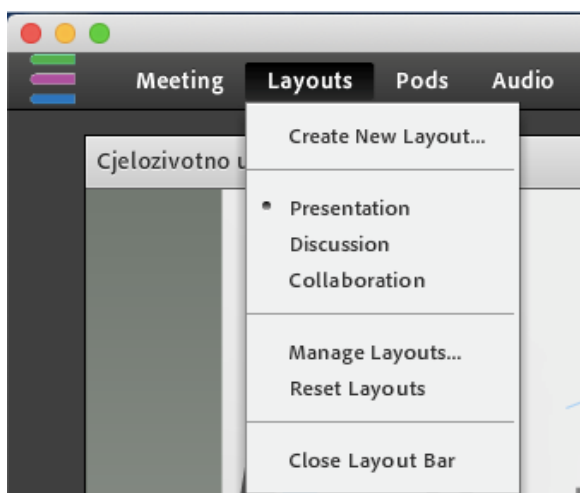 Meeting Layouts Pods Audio
Create New Layout...
Cjelozivotno
Presentation
Discussion
Collaboration
Manage Layouts...
Reset Layouts
Close Layout Bar